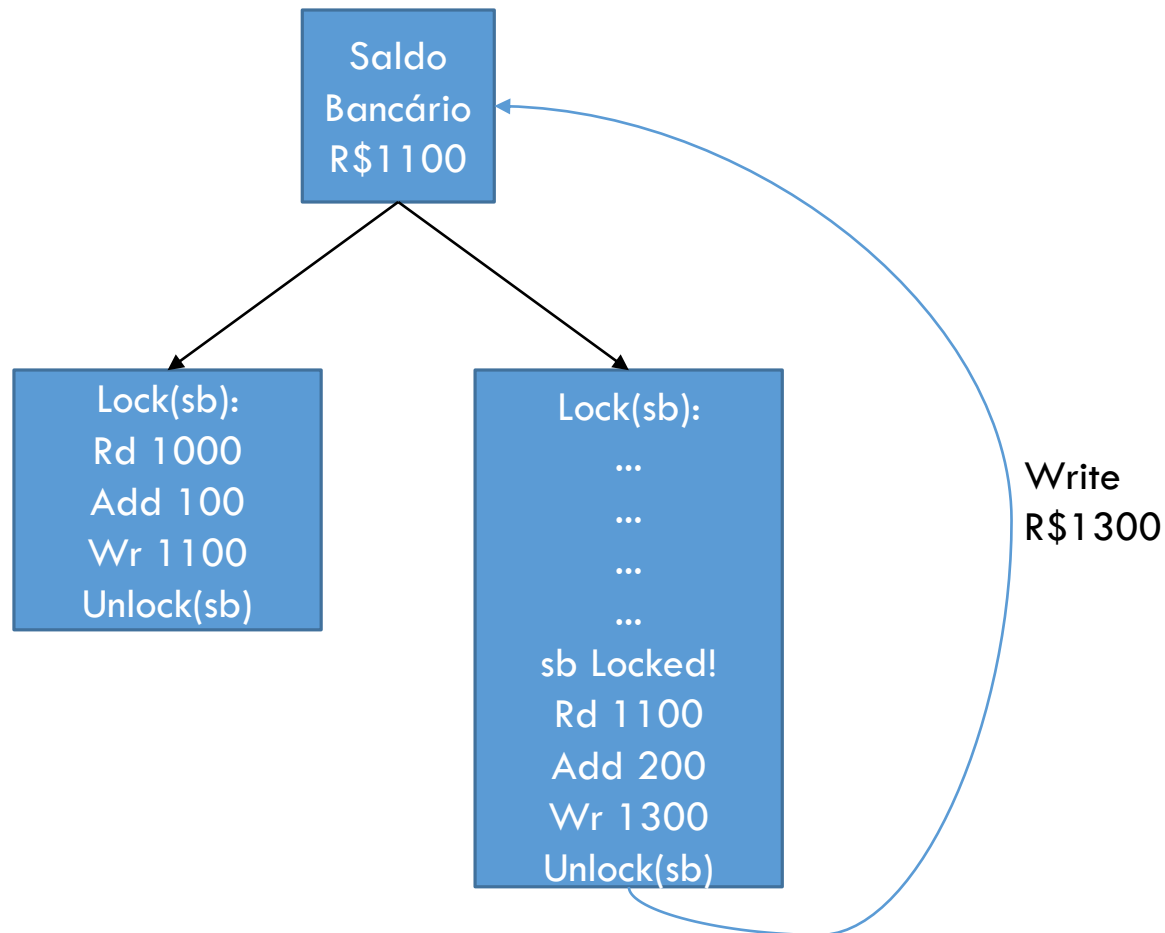 Saldo
Bancário
R$1100
Lock(sb):
Rd 1000
Add 100
Wr 1100
Unlock(sb)
Lock(sb):
...
...
...
...
sb Locked!
Rd 1100
Add 200
Wr 1300
Unlock(sb)
Write
R$1300